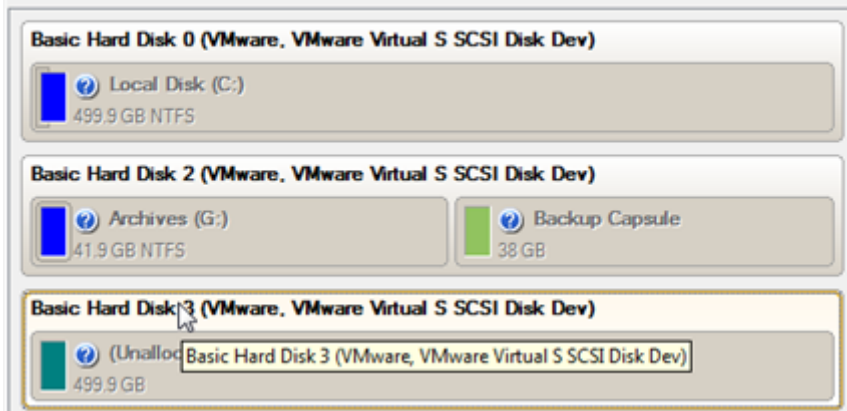 Basic Hard Disk 0 (VMware, VMware Virtual S SCSI Disk Dev)
Local Disk (C:)
499.9 GB NTFS
Basic Hard Disk 2 (VMware, VMware Virtual S SCSI Disk Dev)
Archives (G:)
41.9 GB NTFS
Backup Capsule
38 GB
Basic Hard Disk 3 (VMware, VMware Virtual S SCSI Disk Dev)
(Unalloc
Basic Hard Disk 3 (VMware, VMware Virtual S SCSI Disk Dev)
499.9 GB